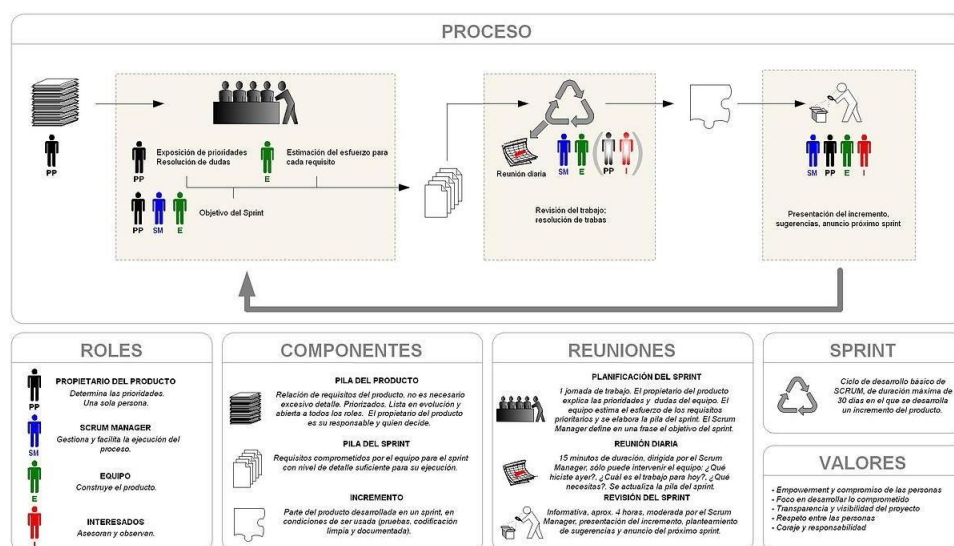 PROCESO
PP
Exposición de prioridades
Resolución de dudas
PP
Estimación del esfuerzo para
cada requisito
E
Objetivo del Sprint
PP SM E
Reunión diaria
SM E ( PP I )
Revisión del trabajo:
resolución de trabas
SM PP E I
Presentación del incremento,
sugerencias, anuncio próximo sprint
ROLES
PROPIETARIO DEL PRODUCTO
Determina las prioridades.
Una sola persona.
PP
SCRUM MANAGER
Gestiona y facilita la ejecución del
proceso.
SM
EQUIPO
Construye el producto.
E
INTERESADOS
Asesoran y observan.
I
COMPONENTES
PILA DEL PRODUCTO
Relación de requisitos del producto, no es necesario
excesivo detalle. Priorizados. Lista en evolución y
abierta a todos los roles. El propietario del producto
es su responsable y quien decide.
PILA DEL SPRINT
Requisitos comprometidos por el equipo para el sprint
con nivel de detalle suficiente para su ejecución.
INCREMENTO
Parte del producto desarrollada en un sprint, en
condiciones de ser usada (pruebas, codificación
limpia y documentada).
REUNIONES
PLANIFICACIÓN DEL SPRINT
1 jornada de trabajo. El propietario del producto
explica las prioridades y dudas del equipo. El
equipo estima el esfuerzo de los requisitos
prioritarios y se elabora la pila del sprint. El Scrum
Manager define en una frase el objetivo del sprint.
REUNIÓN DIARIA
15 minutos de duración, dirigida por el Scrum
Manager, sólo puede intervenir el equipo: ¿Qué
hiciste ayer?. ¿Cuál es el trabajo para hoy?. ¿Qué
necesitas?. Se actualiza la pila del sprint.
REVISIÓN DEL SPRINT
Informativa, aprox. 4 horas, moderada por el Scrum
Manager, presentación del incremento, planteamiento
de sugerencias y anuncio del próximo sprint.
SPRINT
Ciclo de desarrollo básico de
SCRUM, de duración máxima de
30 días en el que se desarrolla
un incremento del producto.
VALORES
- Empowerment y compromiso de las personas
- Foco en desarrollar lo comprometido
- Transparencia y visibilidad del proyecto
- Respeto entre las personas
- Coraje y responsabilidad